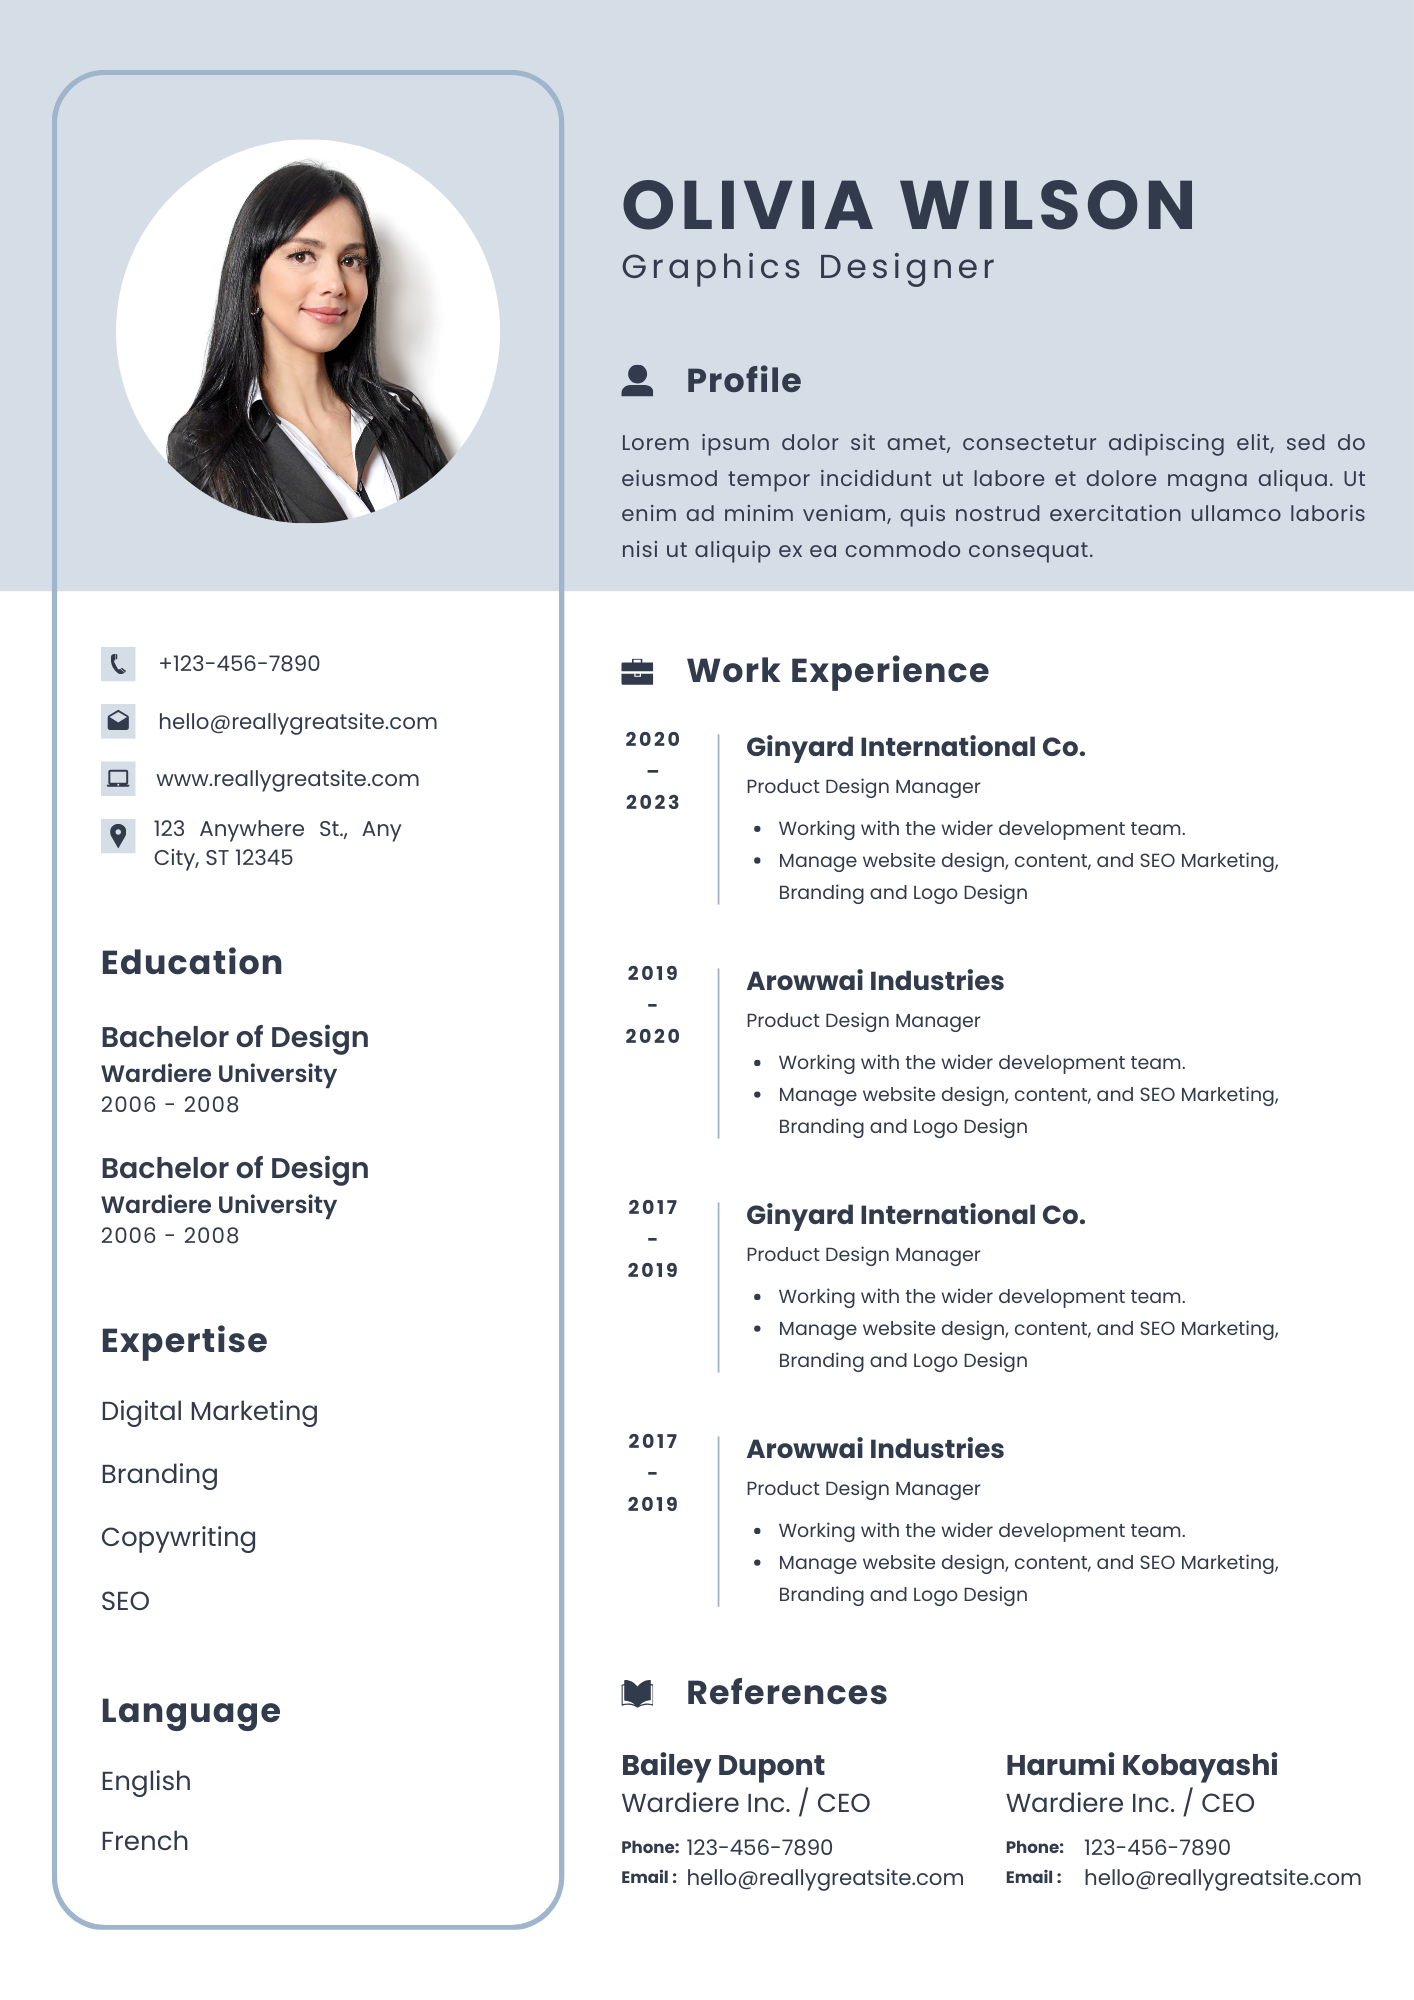 OLIVIA WILSON
Graphics Designer
Profile
Lorem ipsum dolor sit amet, consectetur adipiscing elit, sed do
eiusmod tempor incididunt ut labore et dolore magna aliqua. Ut
enim ad minim veniam, quis nostrud exercitation ullamco laboris
nisi ut aliquip ex ea commodo consequat.
+123-456-7890
hello@reallygreatsite.com
www.reallygreatsite.com
123 Anywhere St., Any
City, ST 12345
Education
Bachelor of Design
Wardiere University
2006 - 2008
Bachelor of Design
Wardiere University
2006 - 2008
Expertise
Digital Marketing
Branding
Copywriting
SEO
Language
English
French
Work Experience
2020
-
2023
Ginyard International Co.
Product Design Manager
• Working with the wider development team.
• Manage website design, content, and SEO Marketing,
Branding and Logo Design
2019
-
2020
Arowwai Industries
Product Design Manager
• Working with the wider development team.
• Manage website design, content, and SEO Marketing,
Branding and Logo Design
2017
-
2019
Ginyard International Co.
Product Design Manager
• Working with the wider development team.
• Manage website design, content, and SEO Marketing,
Branding and Logo Design
2017
-
2019
Arowwai Industries
Product Design Manager
• Working with the wider development team.
• Manage website design, content, and SEO Marketing,
Branding and Logo Design
References
Bailey Dupont
Wardiere Inc. / CEO
Phone: 123-456-7890
Email : hello@reallygreatsite.com
Harumi Kobayashi
Wardiere Inc. / CEO
Phone: 123-456-7890
Email : hello@reallygreatsite.com